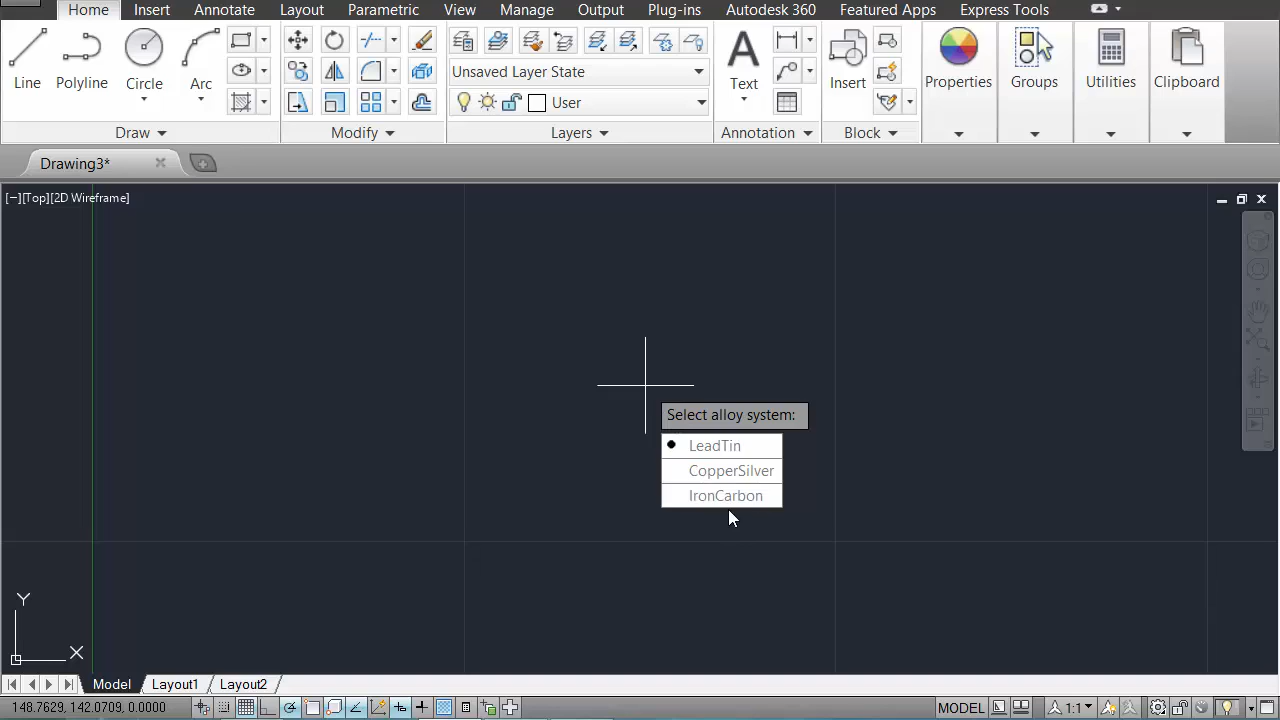 Home Insert Annotate Layout Parametric View Manage Output Plug-ins Autodesk 360 Featured Apps Express Tools
Line Polyline Circle Arc
Unsaved Layer State
User
Text
Insert
Properties Groups Utilities Clipboard
Draw Modify Layers Annotation Block
Drawing3*
[−][Top][2D Wireframe]
Select alloy system:
LeadTin
CopperSilver
IronCarbon
Y
X
Model Layout1 Layout2
148.7629, 142.0709, 0.0000 MODEL 1:1